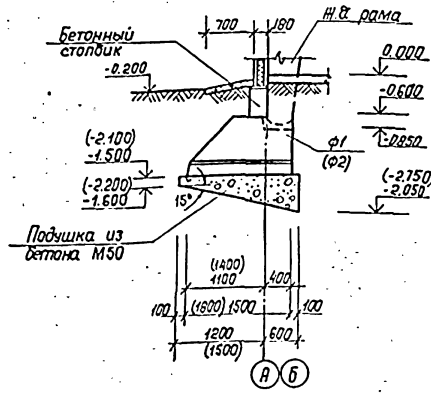 700
180
Ж.б. рама
Бетонный
столбик
0.000
-0.200
-0.600
Ф1
(Ф2)
-0.850
(-2.100)
-1.500
(-2.200)
-1.600
(-2.750)
-2.050
15°
Подушка из
бетона М50
(1400)
1100
400
100
(1800) 1500
100
1200
600
(1500)
А
Б